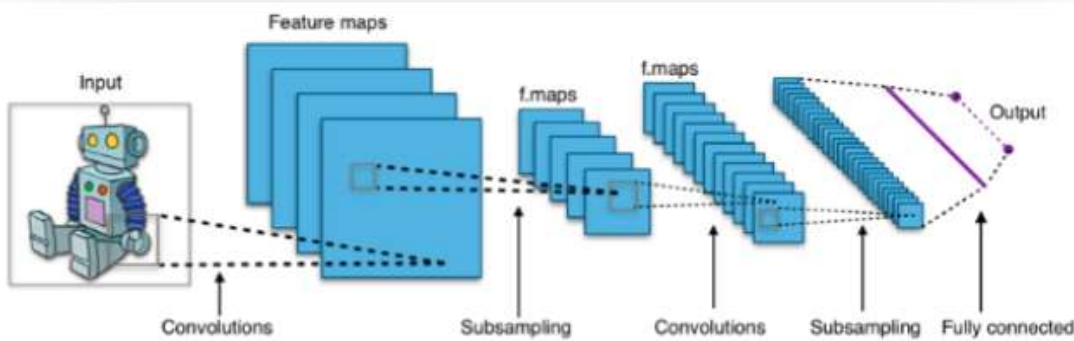 Feature maps
Input
f.maps
f.maps
Output
Convolutions
Subsampling
Convolutions
Subsampling
Fully connected